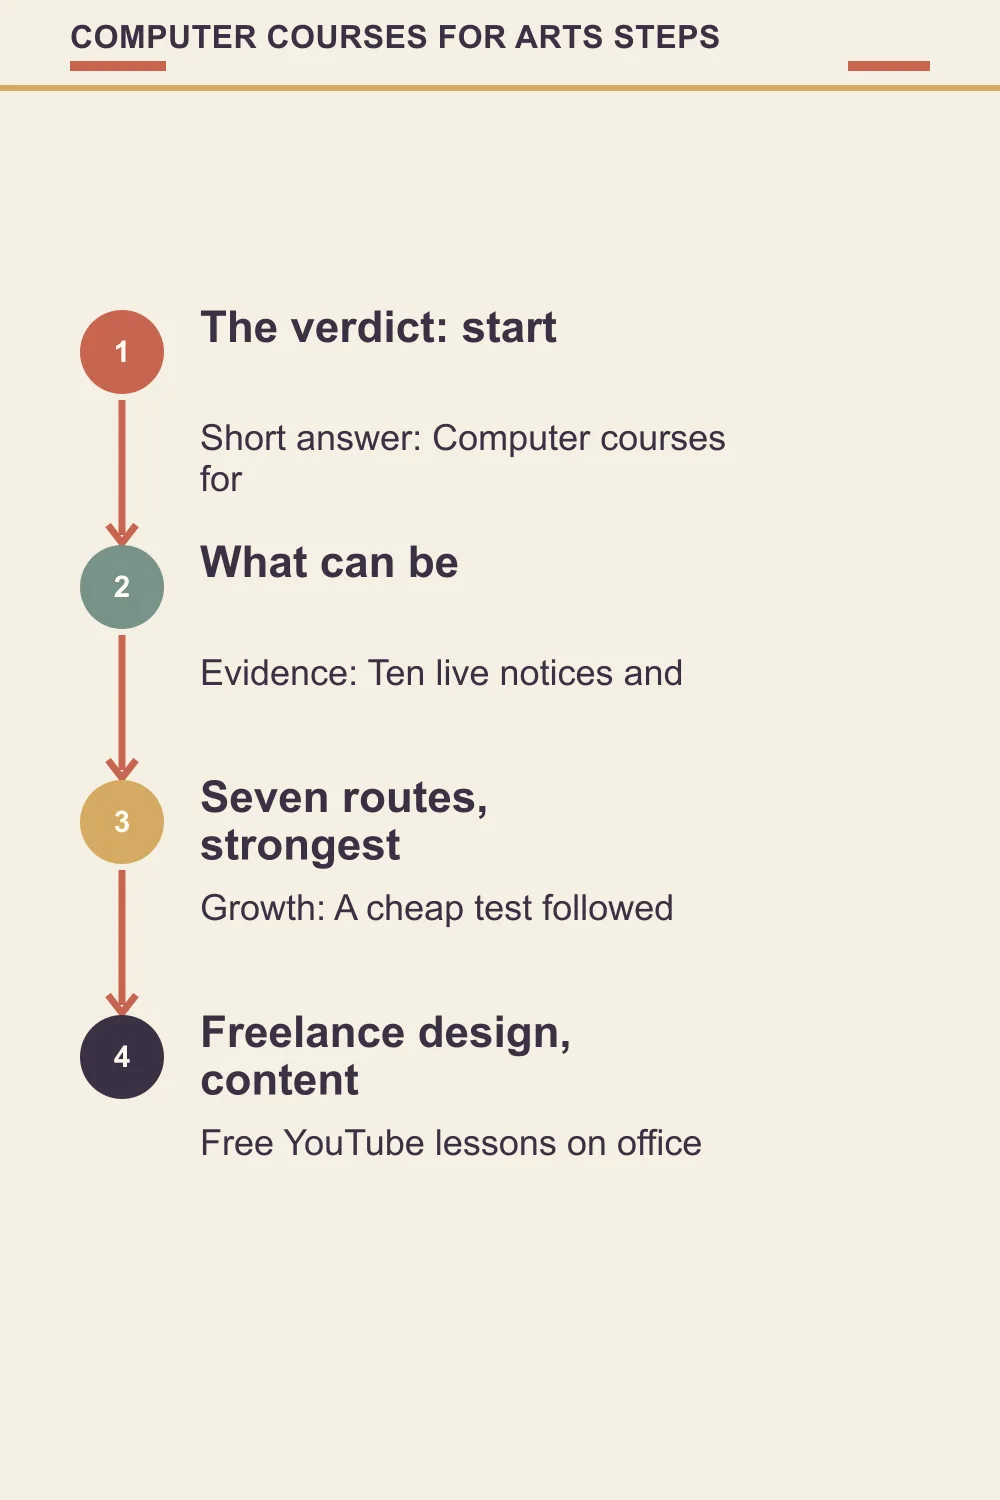 COMPUTER COURSES FOR ARTS STEPS
1
The verdict: start
Short answer: Computer courses
for
2
What can be
Evidence: Ten live notices and
3
Seven routes,
strongest
Growth: A cheap test followed
4
Freelance design,
content
Free YouTube lessons on office